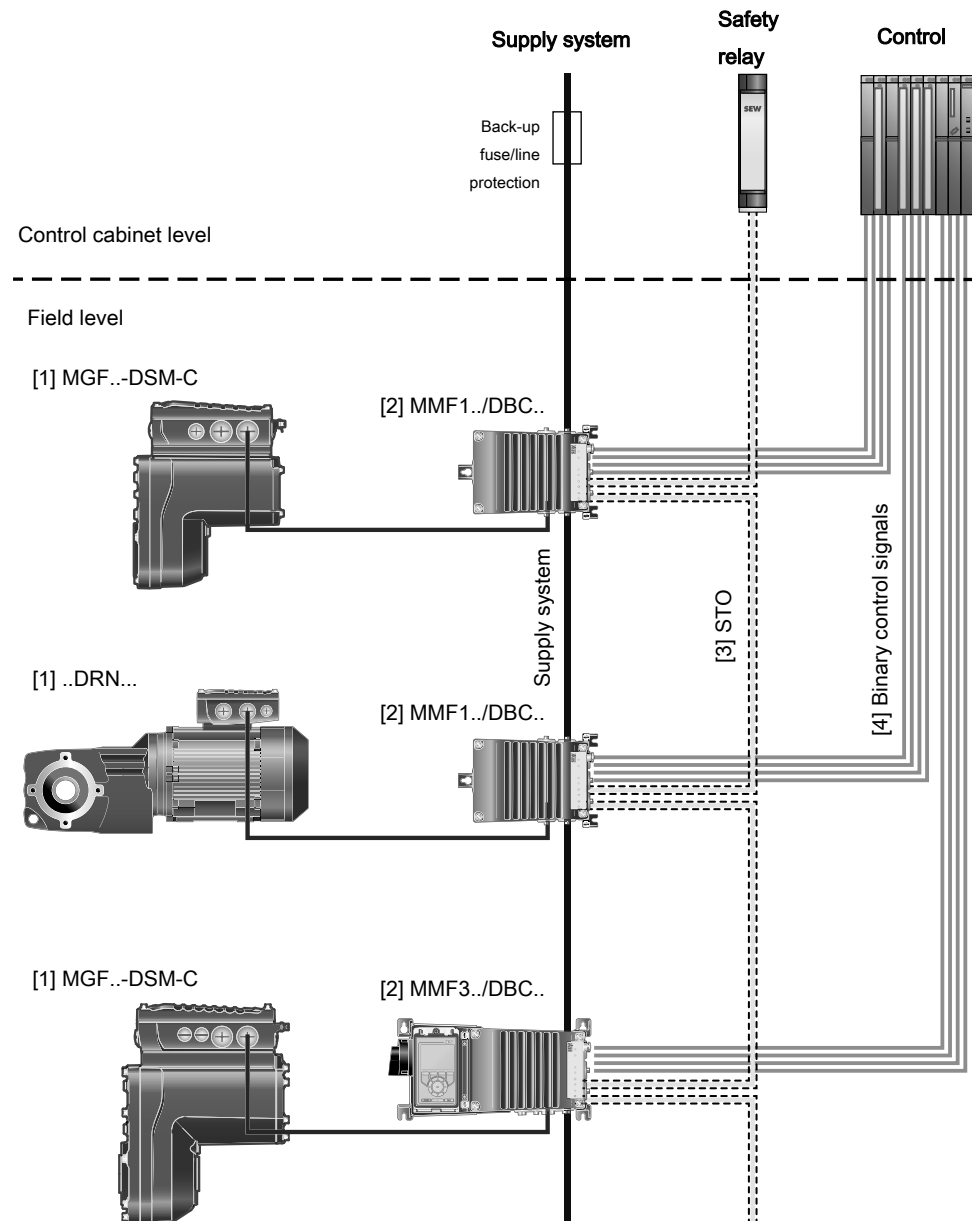 Supply system
Safety
relay
Control
SEW
Back-up
fuse/line
protection
Control cabinet level
Field level
[1] MGF..-DSM-C
[2] MMF1../DBC..
Supply system
[3] STO
[4] Binary control signals
[1] ..DRN...
[2] MMF1../DBC..
[1] MGF..-DSM-C
[2] MMF3../DBC..